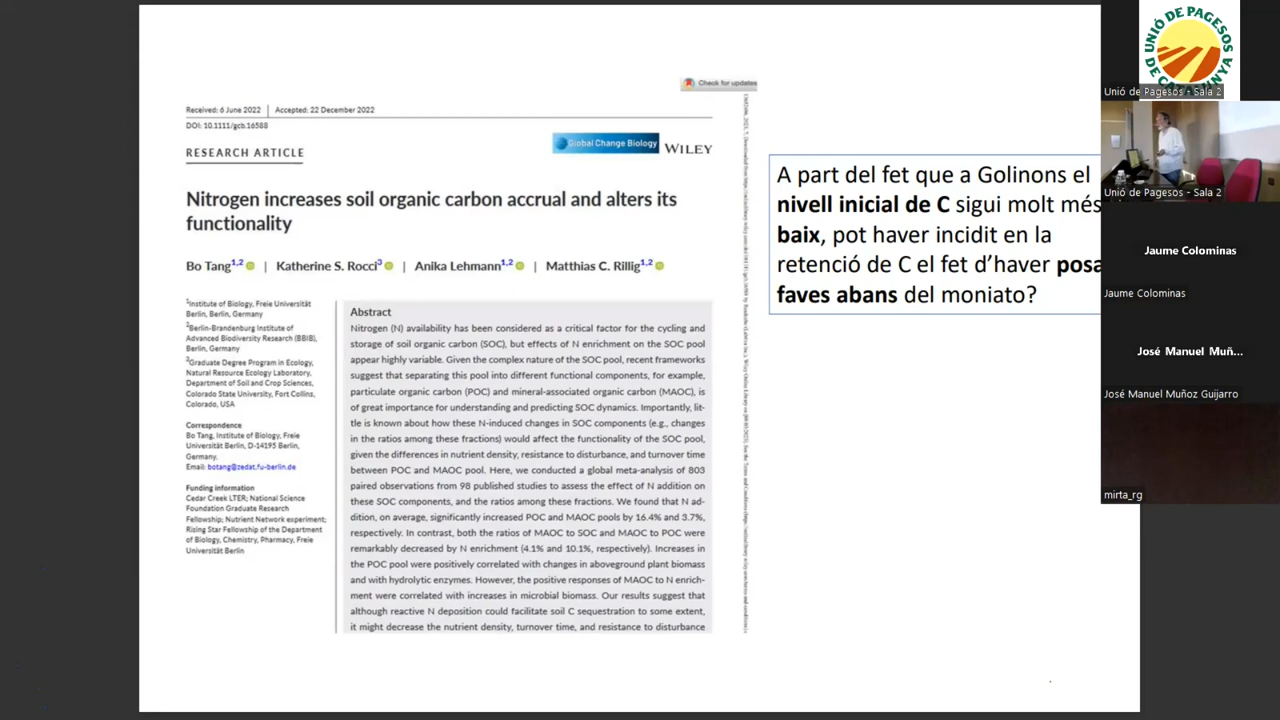 Check for updates
Received: 6 June 2022 | Accepted: 22 December 2022
DOI: 10.1111/gcb.16588
RESEARCH ARTICLE
Global Change Biology
WILEY
Nitrogen increases soil organic carbon accrual and alters its
functionality
Bo Tang1,2 | Katherine S. Rocci3 | Anika Lehmann1,2 | Matthias C. Rillig1,2
1Institute of Biology, Freie Universität
Berlin, Berlin, Germany
2Berlin-Brandenburg Institute of
Advanced Biodiversity Research (BBIB),
Berlin, Germany
3Graduate Degree Program in Ecology,
Natural Resource Ecology Laboratory,
Department of Soil and Crop Sciences,
Colorado State University, Fort Collins,
Colorado, USA
Correspondence
Bo Tang, Institute of Biology, Freie
Universität Berlin, D-14195 Berlin,
Germany.
Email: botang@zedat.fu-berlin.de
Funding information
Cedar Creek LTER; National Science
Foundation Graduate Research
Fellowship; Nutrient Network experiment;
Rising Star Fellowship of the Department
of Biology, Chemistry, Pharmacy, Freie
Universität Berlin
Abstract
Nitrogen (N) availability has been considered as a critical factor for the cycling and
storage of soil organic carbon (SOC), but effects of N enrichment on the SOC pool
appear highly variable. Given the complex nature of the SOC pool, recent frameworks
suggest that separating this pool into different functional components, for example,
particulate organic carbon (POC) and mineral-associated organic carbon (MAOC), is
of great importance for understanding and predicting SOC dynamics. Importantly, lit-
tle is known about how these N-induced changes in SOC components (e.g., changes
in the ratios among these fractions) would affect the functionality of the SOC pool,
given the differences in nutrient density, resistance to disturbance, and turnover time
between POC and MAOC pool. Here, we conducted a global meta-analysis of 803
paired observations from 98 published studies to assess the effect of N addition on
these SOC components, and the ratios among these fractions. We found that N ad-
dition, on average, significantly increased POC and MAOC pools by 16.4% and 3.7%,
respectively. In contrast, both the ratios of MAOC to SOC and MAOC to POC were
remarkably decreased by N enrichment (4.1% and 10.1%, respectively). Increases in
the POC pool were positively correlated with changes in aboveground plant biomass
and with hydrolytic enzymes. However, the positive responses of MAOC to N enrich-
ment were correlated with increases in microbial biomass. Our results suggest that
although reactive N deposition could facilitate soil C sequestration to some extent,
it might decrease the nutrient density, turnover time, and resistance to disturbance
A part del fet que a Golinons el
nivell inicial de C sigui molt més
baix, pot haver incidit en la
retenció de C el fet d’haver posa
faves abans del moniato?
UNIÓ DE PAGESOS
DE CATALUNYA
Unió de Pagesos - Sala 2
Unió de Pagesos - Sala 2
Jaume Colominas
Jaume Colominas
José Manuel Muñ...
José Manuel Muñoz Guijarro
mirta_rg